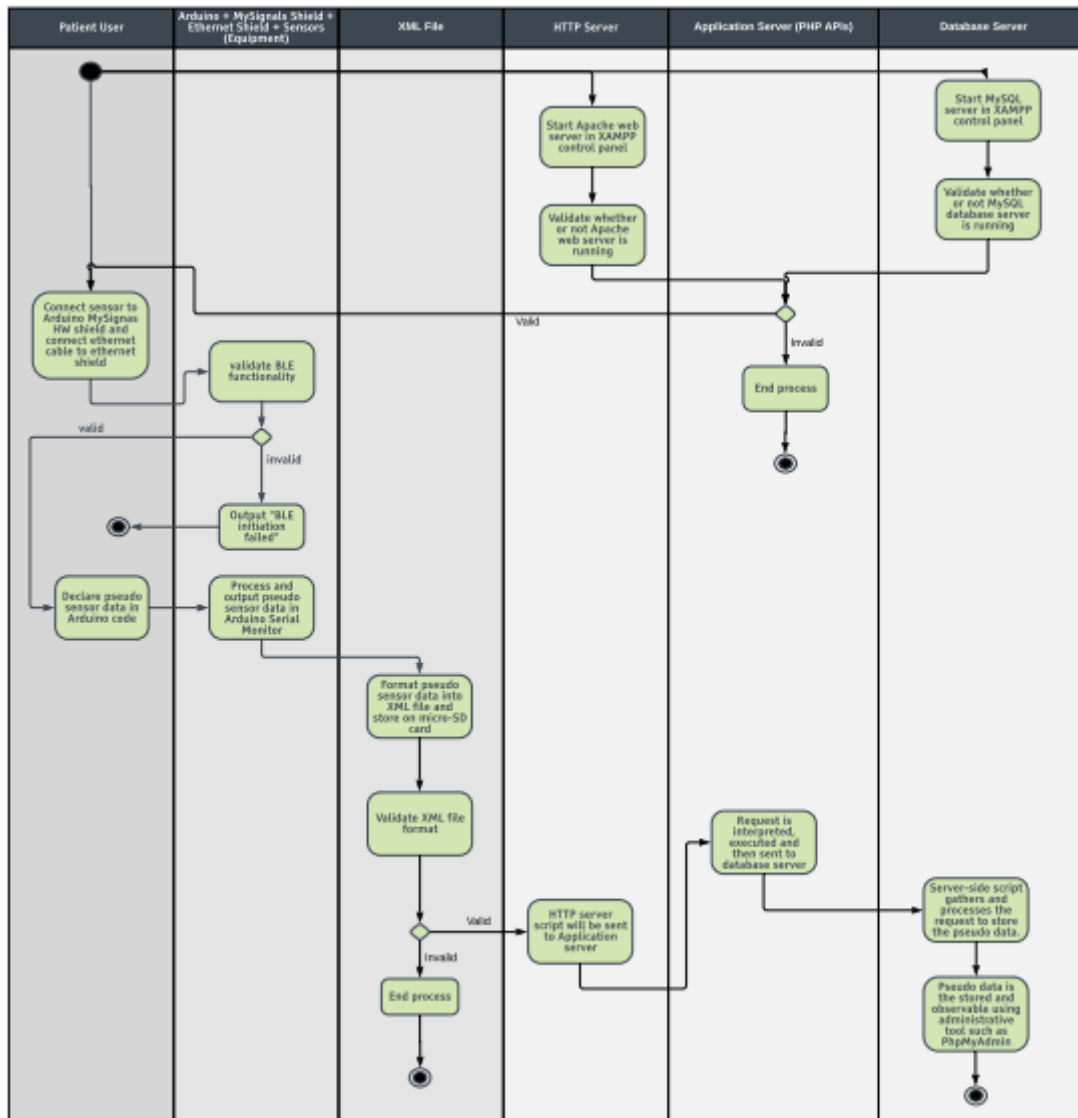 Patient User
Arduino + MySignals Shield +
Ethernet Shield + Sensors
(Equipment)
XML File
HTTP Server
Application Server (PHP APIs)
Database Server
Start Apache web
server in XAMPP
control panel
Start MySQL
server in XAMPP
control panel
Validate whether
or not Apache
web server is
running
Validate whether
or not MySQL
database server
is running
Connect sensor to
Arduino MySignas
HW shield and
connect ethernet
cable to ethernet
shield
Valid
Invalid
validate BLE
functionality
End process
valid
invalid
Output "BLE
initiation
failed"
Declare pseudo
sensor data in
Arduino code
Process and
output pseudo
sensor data in
Arduino Serial
Monitor
Format pseudo
sensor data into
XML file and
store on micro-SD
card
Validate XML file
format
Request is
interpreted,
executed and
then sent to
database server
Valid
Invalid
HTTP server
script will be sent
to Application
server
Server-side script
gathers and
processes the
request to store
the pseudo data.
End process
Pseudo data is
the stored and
observable using
administrative
tool such as
PhpMyAdmin